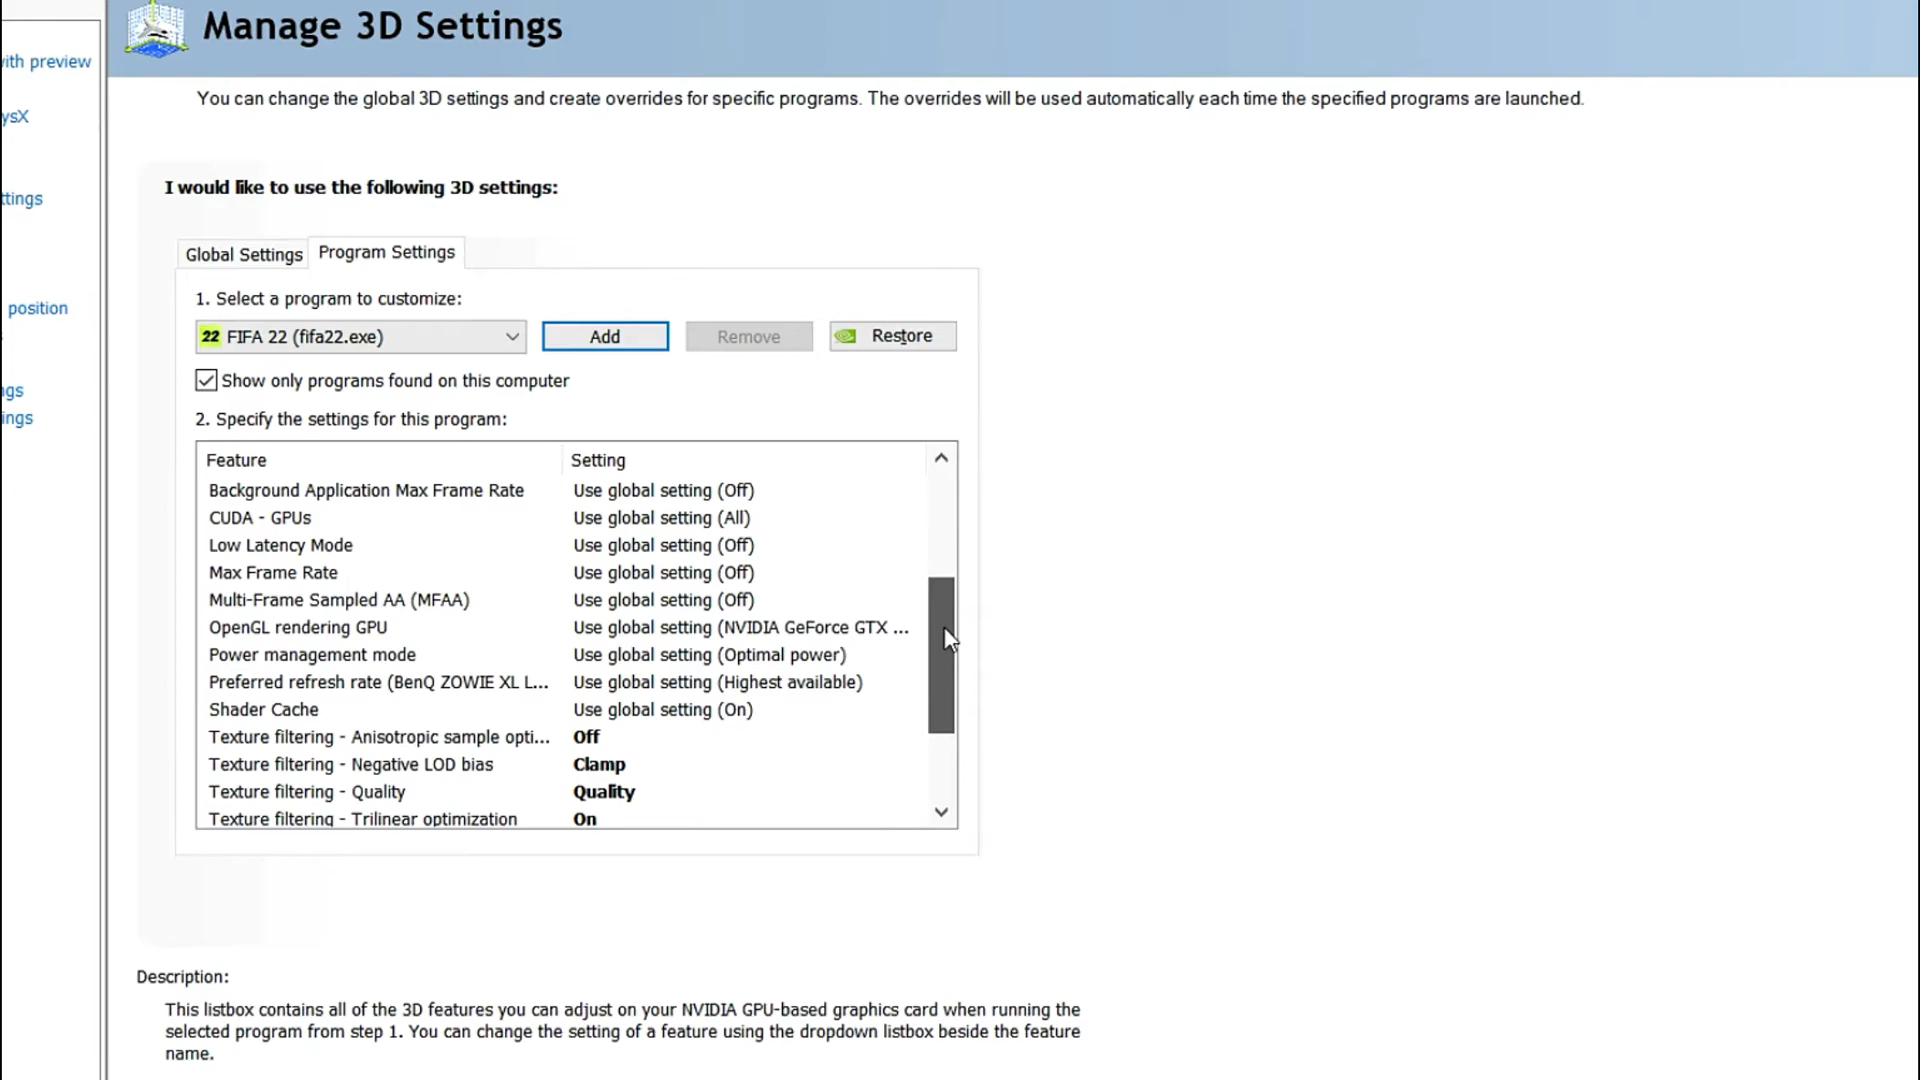 Manage 3D Settings
with preview
You can change the global 3D settings and create overrides for specific programs. The overrides will be used automatically each time the specified programs are launched.
ysX
I would like to use the following 3D settings:
ttings
Global Settings
Program Settings
1. Select a program to customize:
position
22 FIFA 22 (fifa22.exe)
Add
Remove
Restore
Show only programs found on this computer
ngs
ings
2. Specify the settings for this program:
Feature Setting
Background Application Max Frame Rate Use global setting (Off)
CUDA - GPUs Use global setting (All)
Low Latency Mode Use global setting (Off)
Max Frame Rate Use global setting (Off)
Multi-Frame Sampled AA (MFAA) Use global setting (Off)
OpenGL rendering GPU Use global setting (NVIDIA GeForce GTX ...
Power management mode Use global setting (Optimal power)
Preferred refresh rate (BenQ ZOWIE XL L... Use global setting (Highest available)
Shader Cache Use global setting (On)
Texture filtering - Anisotropic sample opti... Off
Texture filtering - Negative LOD bias Clamp
Texture filtering - Quality Quality
Texture filtering - Trilinear optimization On
Description:
This listbox contains all of the 3D features you can adjust on your NVIDIA GPU-based graphics card when running the
selected program from step 1. You can change the setting of a feature using the dropdown listbox beside the feature
name.